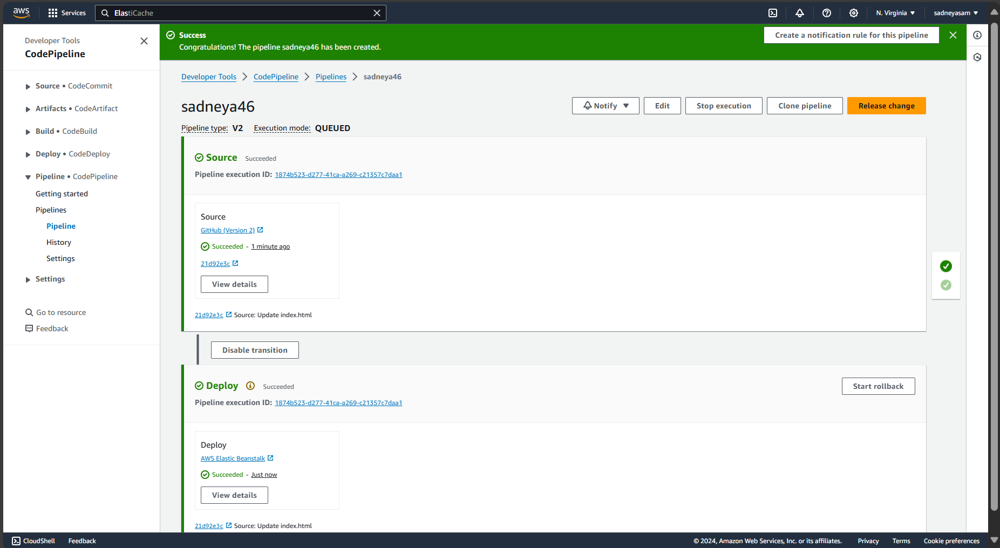 aws
Services
ElastiCache
N. Virginia
sadneyasam
Developer Tools
CodePipeline
Source • CodeCommit
Artifacts • CodeArtifact
Build • CodeBuild
Deploy • CodeDeploy
Pipeline • CodePipeline
Getting started
Pipelines
Pipeline
History
Settings
Settings
Go to resource
Feedback
Success
Congratulations! The pipeline sadneya46 has been created.
Create a notification rule for this pipeline
Developer Tools > CodePipeline > Pipelines > sadneya46
sadneya46
Notify
Edit
Stop execution
Clone pipeline
Release change
Pipeline type: V2 Execution mode: QUEUED
Source Succeeded
Pipeline execution ID: 1874b523-d277-41ca-a269-c21357c7daa1
Source
GitHub (Version 2)
Succeeded - 1 minute ago
21d92e3c
View details
21d92e3c Source: Update index.html
Disable transition
Deploy Succeeded
Start rollback
Pipeline execution ID: 1874b523-d277-41ca-a269-c21357c7daa1
Deploy
AWS Elastic Beanstalk
Succeeded - Just now
View details
21d92e3c Source: Update index.html
CloudShell
Feedback
© 2024, Amazon Web Services, Inc. or its affiliates.
Privacy
Terms
Cookie preferences